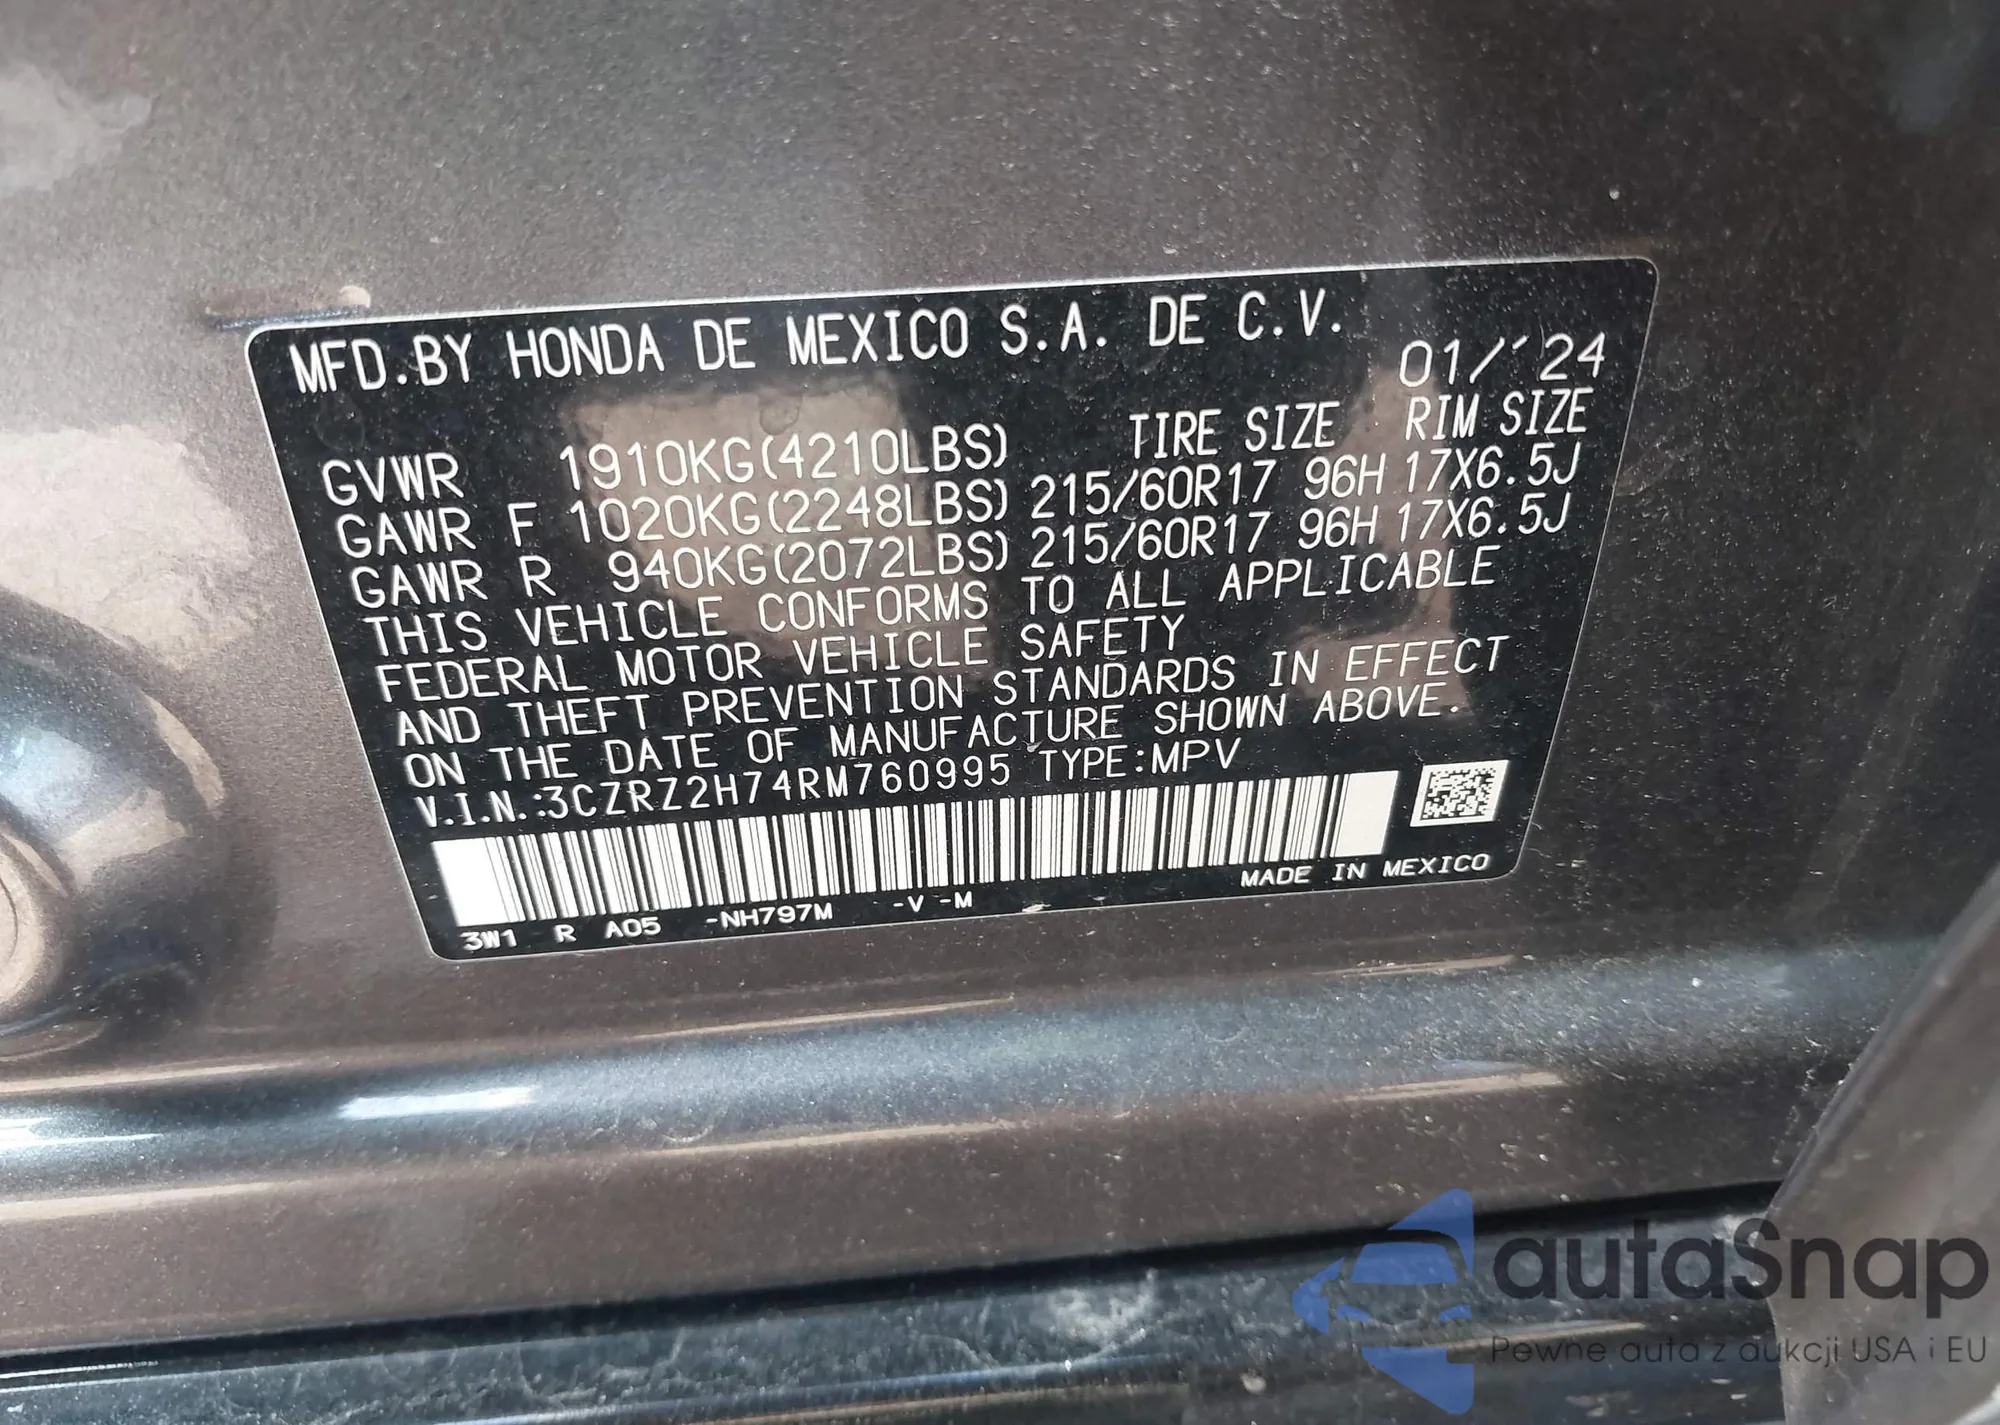 MFD.BY HONDA DE MEXICO S.A. DE C.V.
01/'24
TIRE SIZE RIM SIZE
GVWR 1910KG(4210LBS)
GAWR F 1020KG(2248LBS) 215/60R17 96H 17X6.5J
GAWR R 940KG(2072LBS) 215/60R17 96H 17X6.5J
THIS VEHICLE CONFORMS TO ALL APPLICABLE
FEDERAL MOTOR VEHICLE SAFETY
AND THEFT PREVENTION STANDARDS IN EFFECT
ON THE DATE OF MANUFACTURE SHOWN ABOVE.
V.I.N.:3CZRZ2H74RM760995 TYPE:MPV
MADE IN MEXICO
3W1 R A05 -NH797M -V -M
autaSnap
Pewne auta z aukcji USA i EU